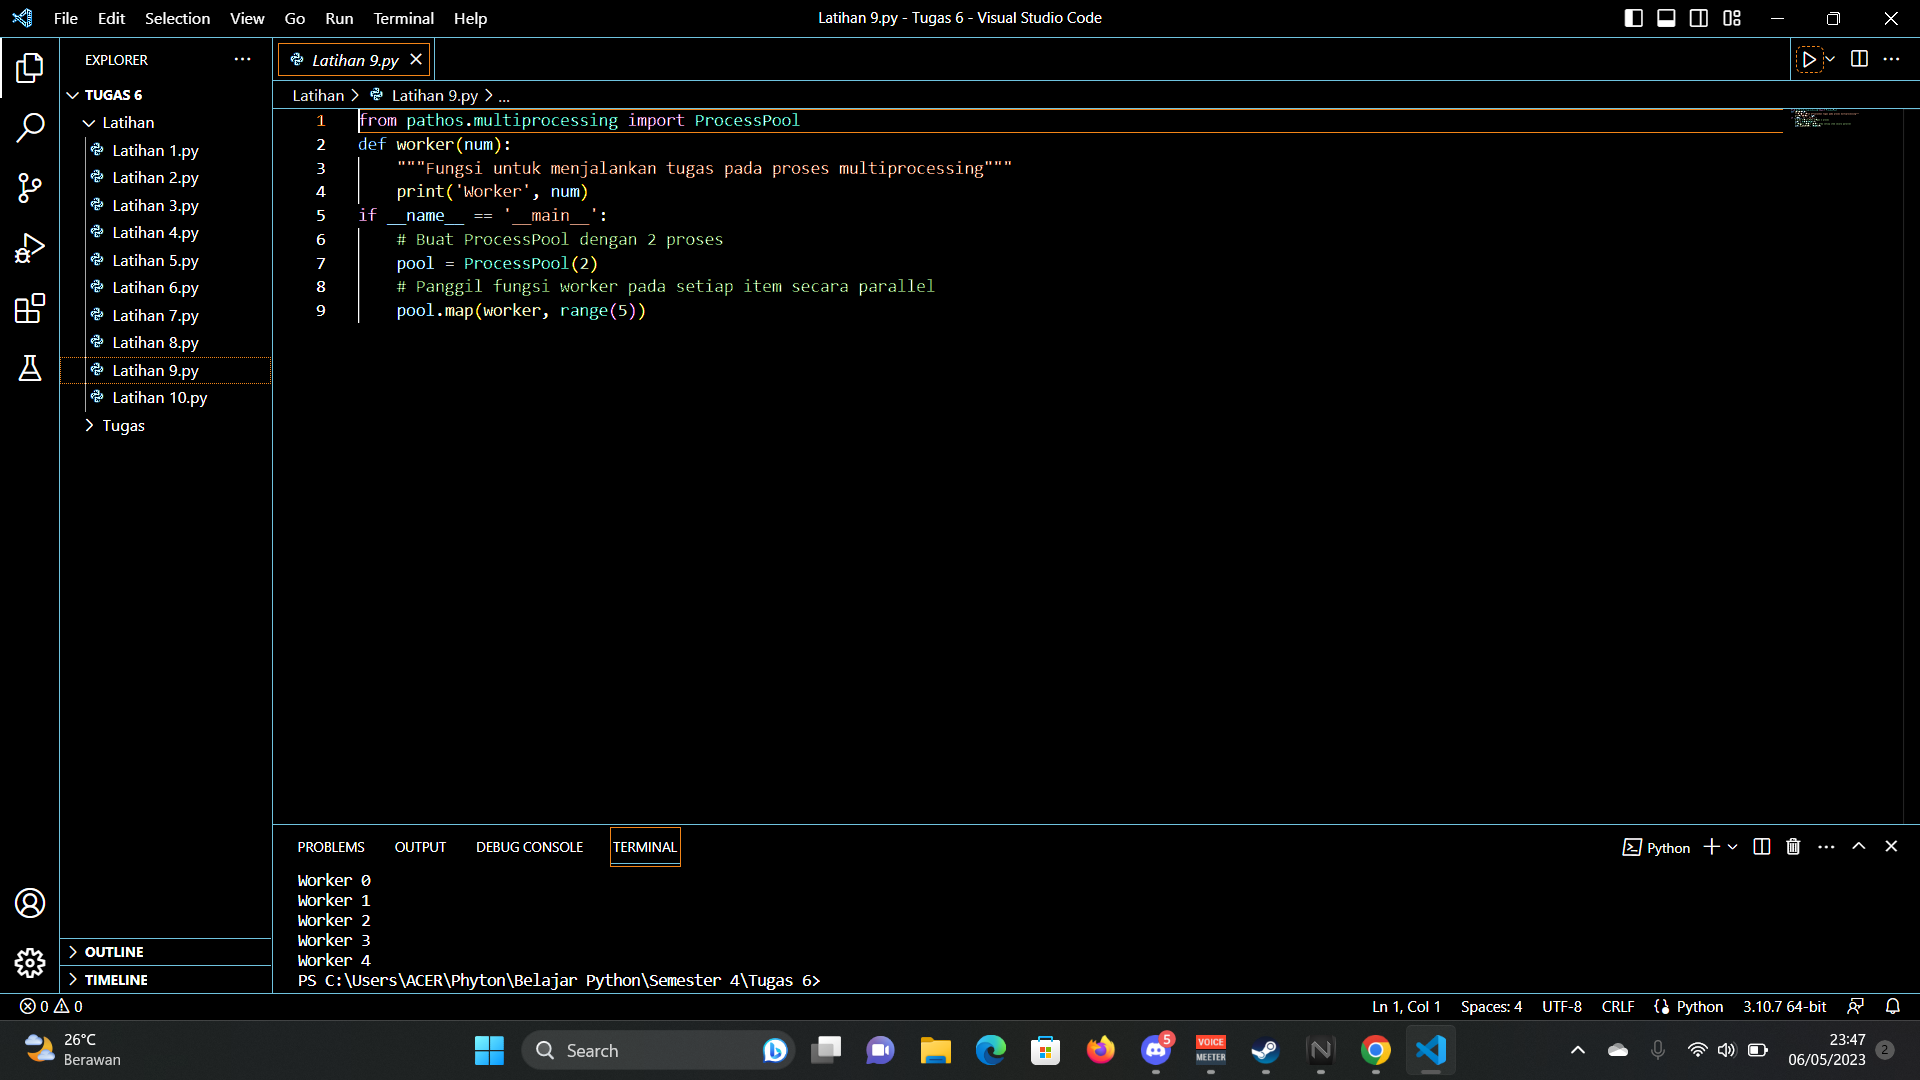 File Edit Selection View Go Run Terminal Help
Latihan 9.py - Tugas 6 - Visual Studio Code
EXPLORER
TUGAS 6
Latihan
Latihan 1.py
Latihan 2.py
Latihan 3.py
Latihan 4.py
Latihan 5.py
Latihan 6.py
Latihan 7.py
Latihan 8.py
Latihan 9.py
Latihan 10.py
Tugas
OUTLINE
TIMELINE
Latihan 9.py
Latihan > Latihan 9.py > ...
1 from pathos.multiprocessing import ProcessPool
2 def worker(num):
3     """Fungsi untuk menjalankan tugas pada proses multiprocessing"""
4     print('Worker', num)
5 if __name__ == '__main__':
6     # Buat ProcessPool dengan 2 proses
7     pool = ProcessPool(2)
8     # Panggil fungsi worker pada setiap item secara parallel
9     pool.map(worker, range(5))
PROBLEMS OUTPUT DEBUG CONSOLE TERMINAL
Python
Worker 0
Worker 1
Worker 2
Worker 3
Worker 4
PS C:\Users\ACER\Phyton\Belajar Python\Semester 4\Tugas 6>
0 0
Ln 1, Col 1 Spaces: 4 UTF-8 CRLF Python 3.10.7 64-bit
26°C
Berawan
Search
5
VOICE
MEETER
23:47
06/05/2023
2